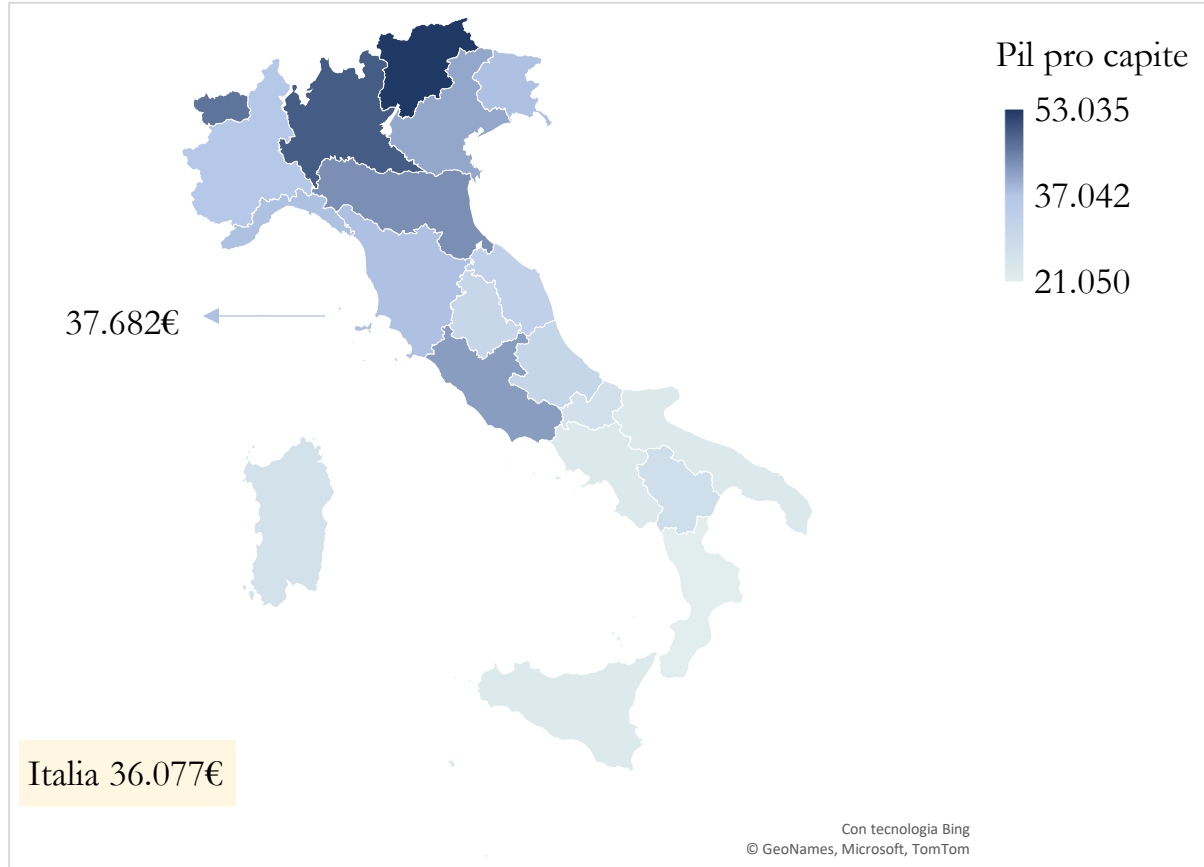 Pil pro capite
53.035
37.042
21.050
37.682€
Italia 36.077€
Con tecnologia Bing
© GeoNames, Microsoft, TomTom